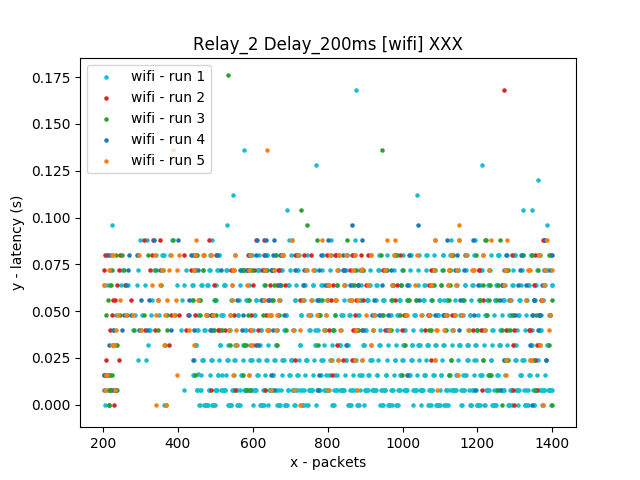 Relay_2 Delay_200ms [wifi] XXX
y - latency (s)
0.175
0.150
0.125
0.100
0.075
0.050
0.025
0.000
wifi - run 1
wifi - run 2
wifi - run 3
wifi - run 4
wifi - run 5
200 400 600 800 1000 1200 1400
x - packets